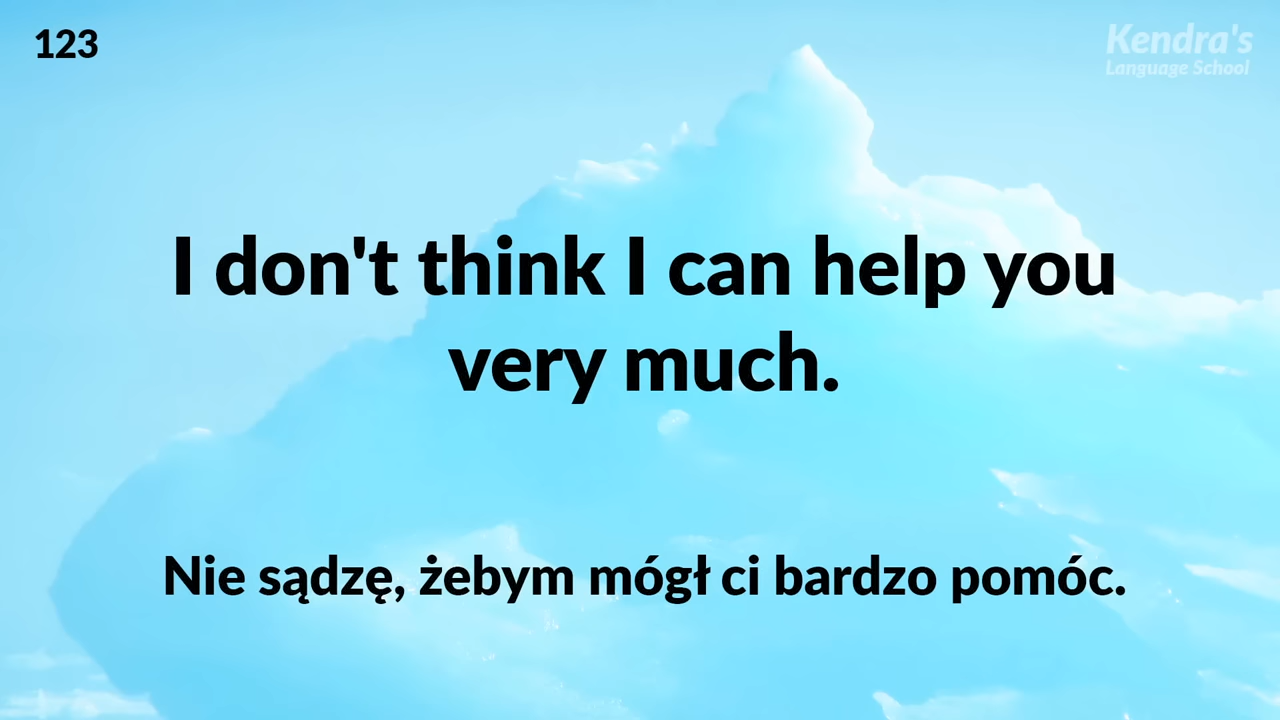 123
Kendra's
Language School
I don't think I can help you
very much.
Nie sądzę, żebym mógł ci bardzo pomóc.